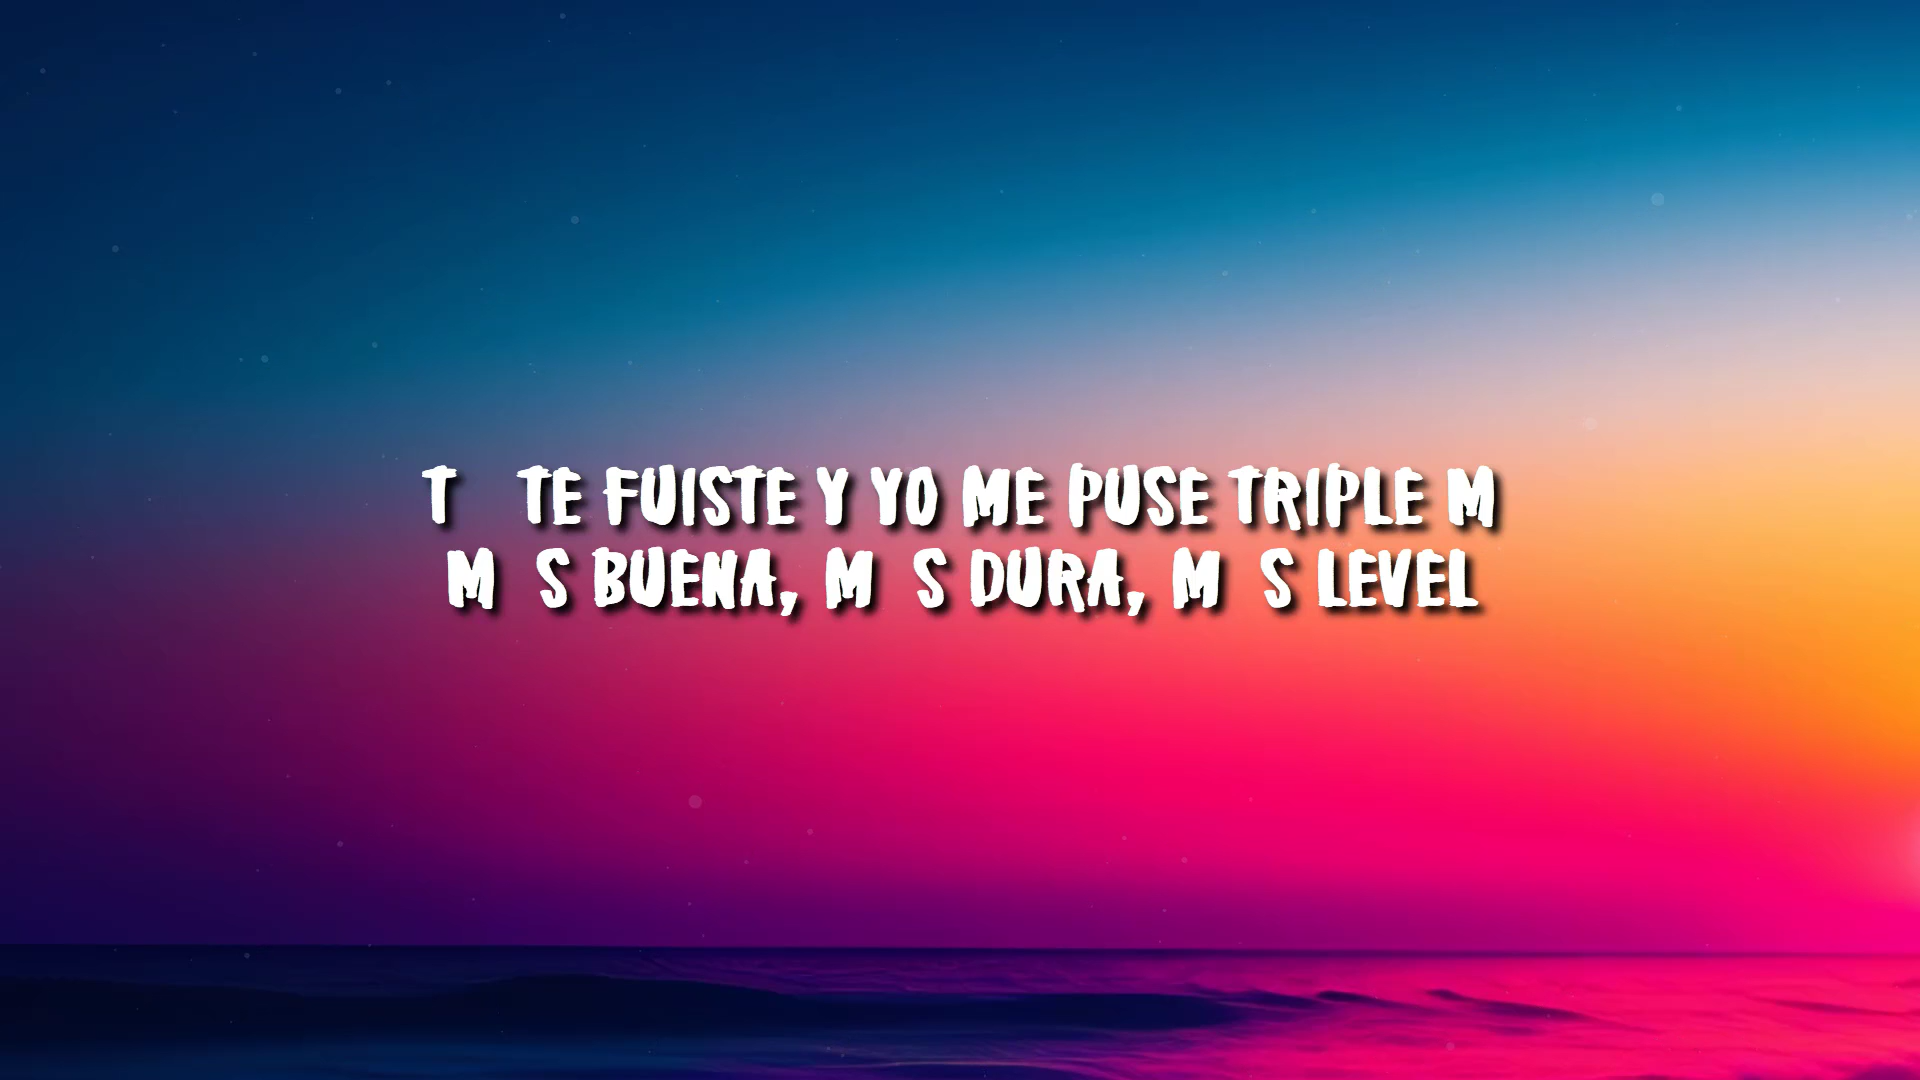 T TE FUISTE Y YO ME PUSE TRIPLE M
M S BUENA, M S DURA, M S LEVEL